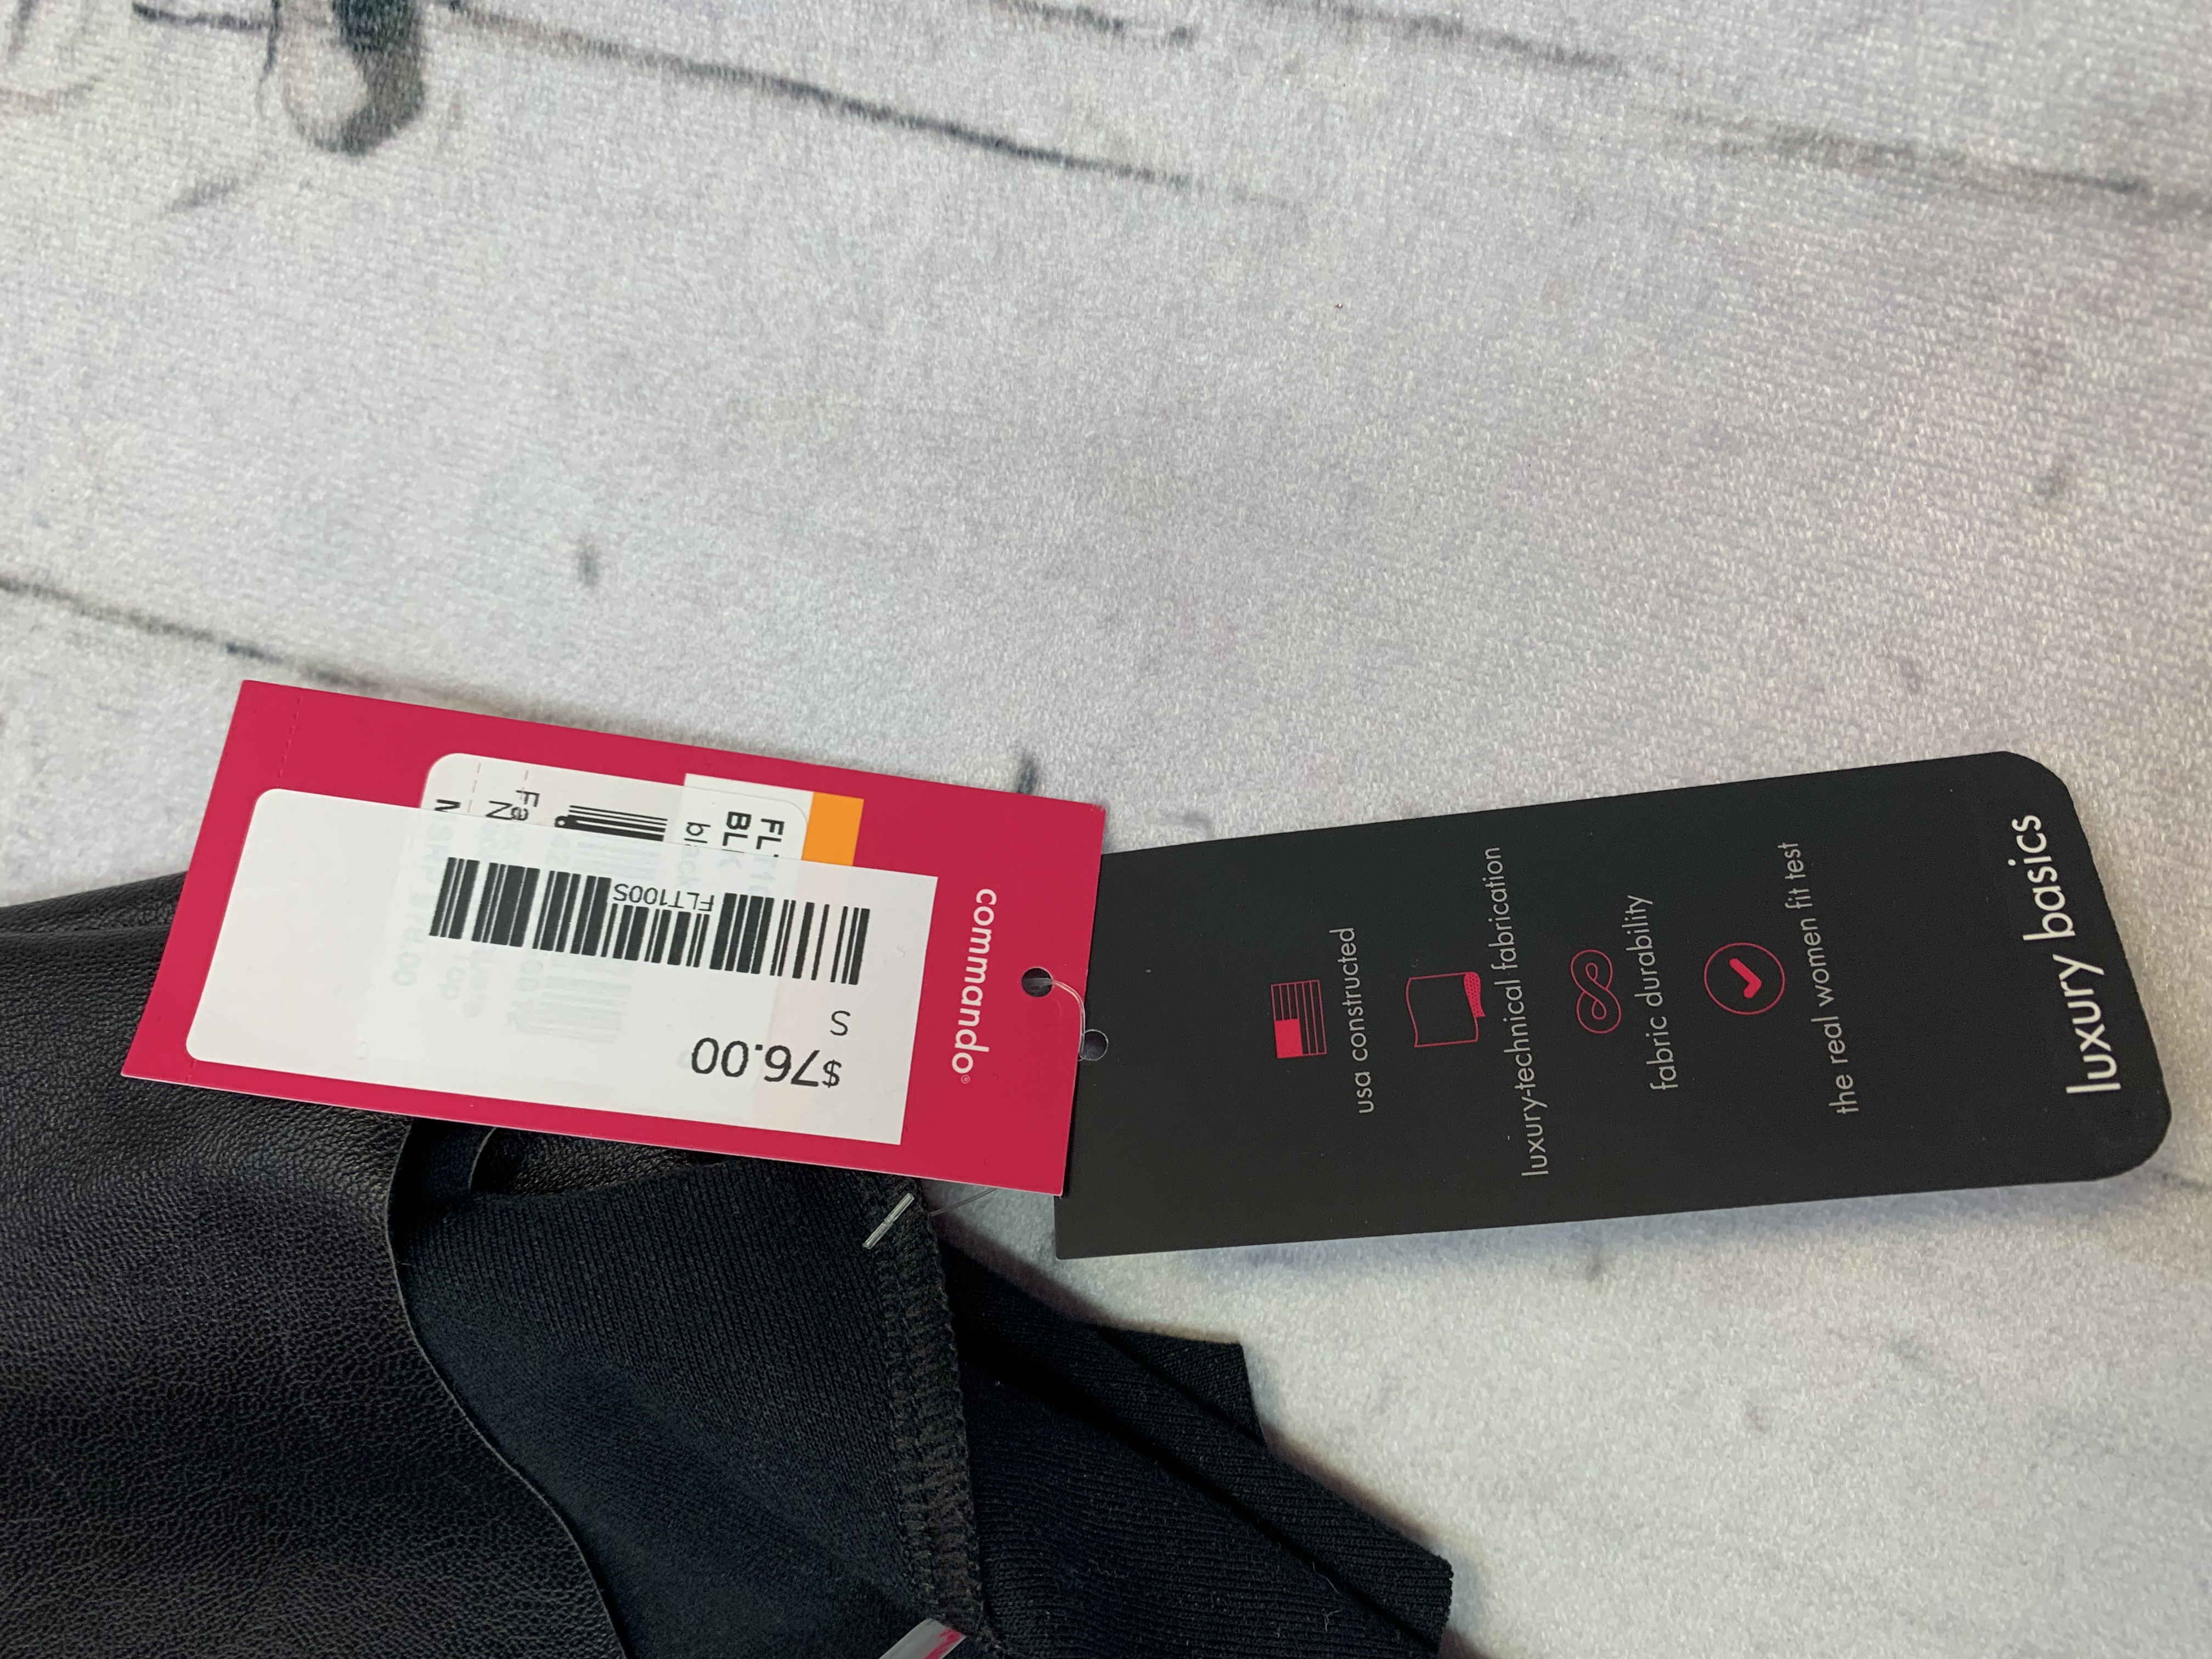 commando®
$76.00
S
FLT100S
BLK
usa constructed
luxury-technical fabrication
fabric durability
the real women fit test
luxury basics